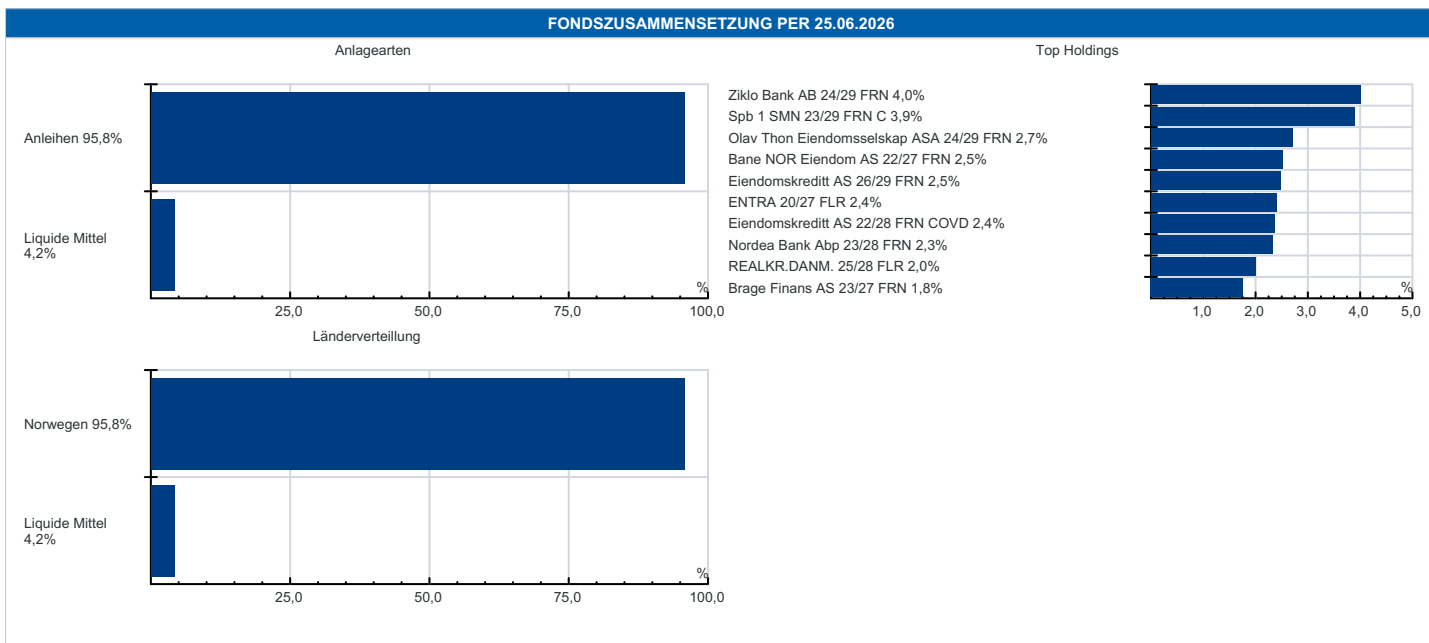 FONDSZUSAMMENSETZUNG PER 25.06.2026
Anlagearten
Anleihen 95,8%
Liquide Mittel
4,2%
%
25,0 50,0 75,0 100,0
Länderverteillung
Norwegen 95,8%
Liquide Mittel
4,2%
%
25,0 50,0 75,0 100,0
Top Holdings
Ziklo Bank AB 24/29 FRN 4,0%
Spb 1 SMN 23/29 FRN C 3,9%
Olav Thon Eiendomsselskap ASA 24/29 FRN 2,7%
Bane NOR Eiendom AS 22/27 FRN 2,5%
Eiendomskreditt AS 26/29 FRN 2,5%
ENTRA 20/27 FLR 2,4%
Eiendomskreditt AS 22/28 FRN COVD 2,4%
Nordea Bank Abp 23/28 FRN 2,3%
REALKR.DANM. 25/28 FLR 2,0%
Brage Finans AS 23/27 FRN 1,8%
%
1,0 2,0 3,0 4,0 5,0